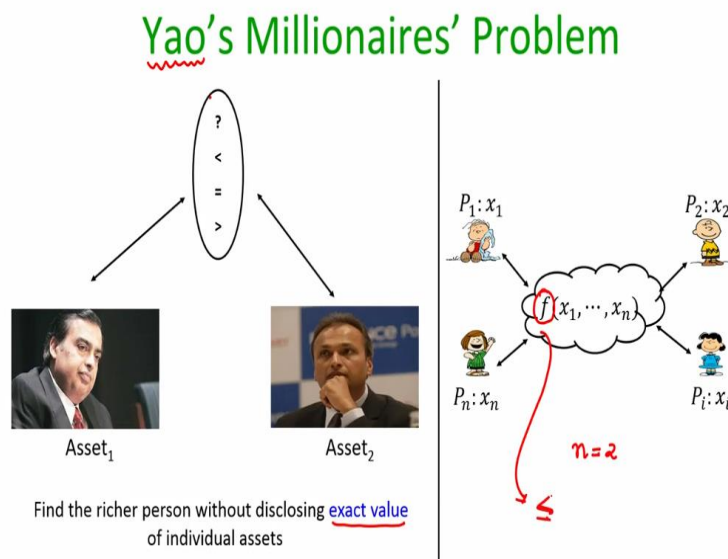 Yao's Millionaires' Problem
?
<
=
>
Asset₁
Asset₂
Find the richer person without disclosing exact value
of individual assets
P₁: x₁
P₂: x₂
f(x₁, ⋯, xₙ)
Pₙ: xₙ
Pᵢ: xᵢ
n=2
≤